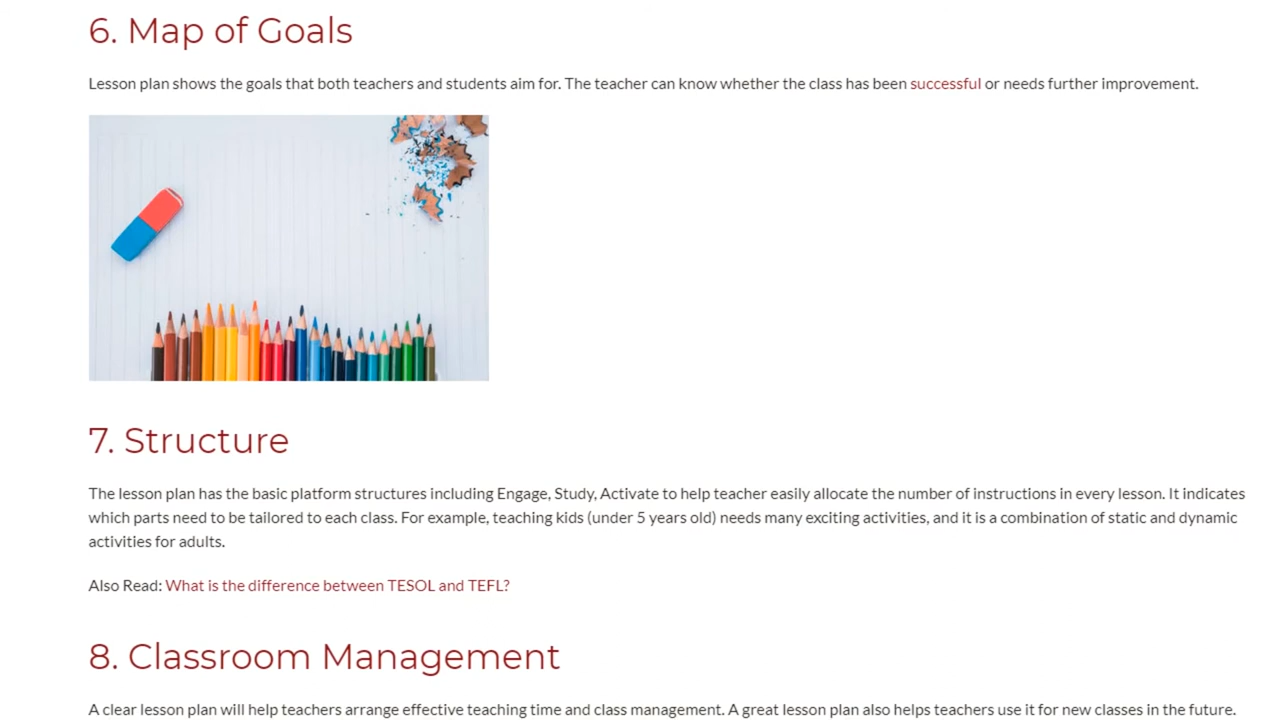 6. Map of Goals
Lesson plan shows the goals that both teachers and students aim for. The teacher can know whether the class has been successful or needs further improvement.
7. Structure
The lesson plan has the basic platform structures including Engage, Study, Activate to help teacher easily allocate the number of instructions in every lesson. It indicates
which parts need to be tailored to each class. For example, teaching kids (under 5 years old) needs many exciting activities, and it is a combination of static and dynamic
activities for adults.
Also Read: What is the difference between TESOL and TEFL?
8. Classroom Management
A clear lesson plan will help teachers arrange effective teaching time and class management. A great lesson plan also helps teachers use it for new classes in the future.